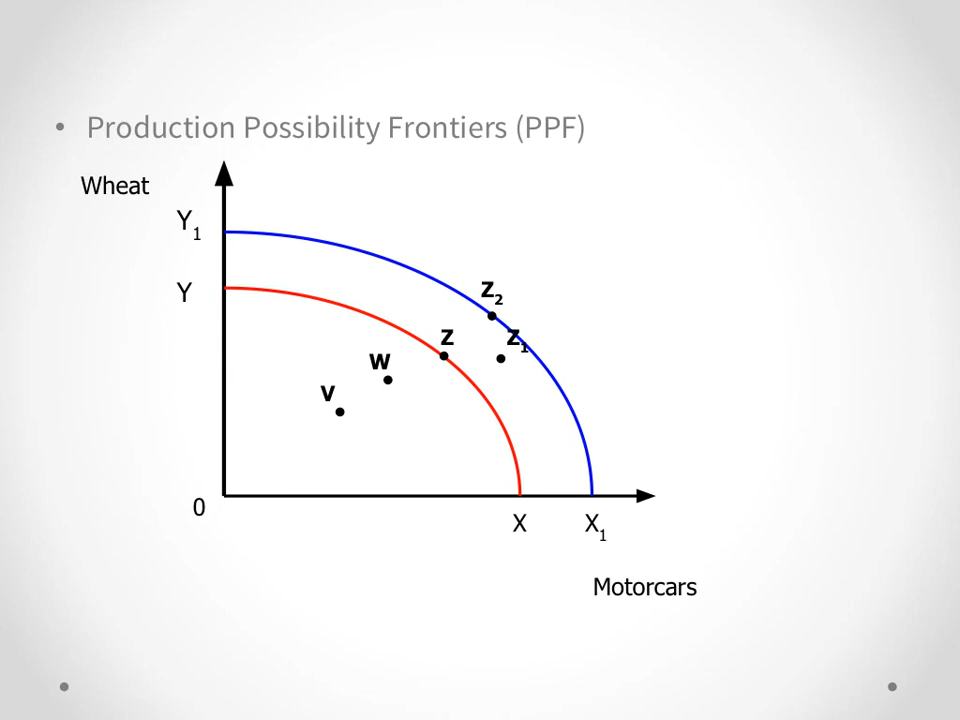 • Production Possibility Frontiers (PPF)
Wheat
Y₁
Y
Z₂
Z
Z₁
W
V
0
X
X₁
Motorcars